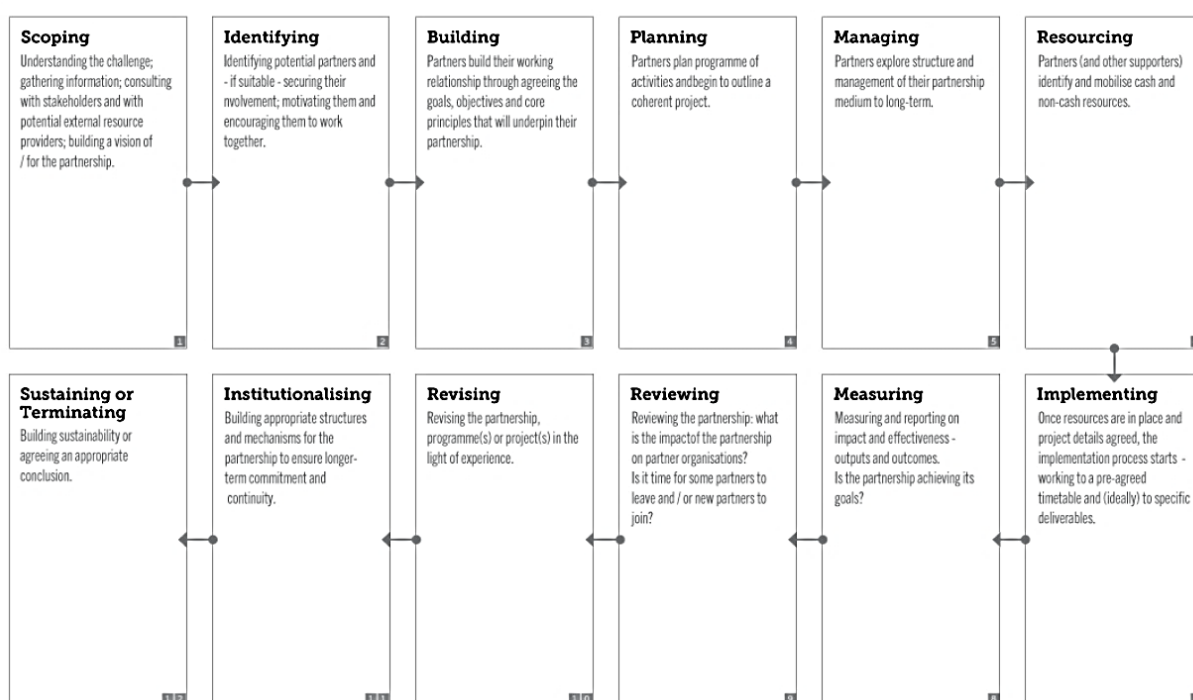 Scoping
Understanding the challenge;
gathering information; consulting
with stakeholders and with
potential external resource
providers; building a vision of
/ for the partnership.
1
Identifying
Identifying potential partners and
- if suitable - securing their
nvolvement; motivating them and
encouraging them to work
together.
2
Building
Partners build their working
relationship through agreeing the
goals, objectives and core
principles that will underpin their
partnership.
3
Planning
Partners plan programme of
activities andbegin to outline a
coherent project.
4
Managing
Partners explore structure and
management of their partnership
medium to long-term.
5
Resourcing
Partners (and other supporters)
identify and mobilise cash and
non-cash resources.
Implementing
Once resources are in place and
project details agreed, the
implementation process starts -
working to a pre-agreed
timetable and (ideally) to specific
deliverables.
Measuring
Measuring and reporting on
impact and effectiveness -
outputs and outcomes.
Is the partnership achieving its
goals?
8
Reviewing
Reviewing the partnership: what
is the impactof the partnership
on partner organisations?
Is it time for some partners to
leave and / or new partners to
join?
9
Revising
Revising the partnership,
programme(s) or project(s) in the
light of experience.
10
Institutionalising
Building appropriate structures
and mechanisms for the
partnership to ensure longer-
term commitment and
continuity.
11
Sustaining or
Terminating
Building sustainability or
agreeing an appropriate
conclusion.
12